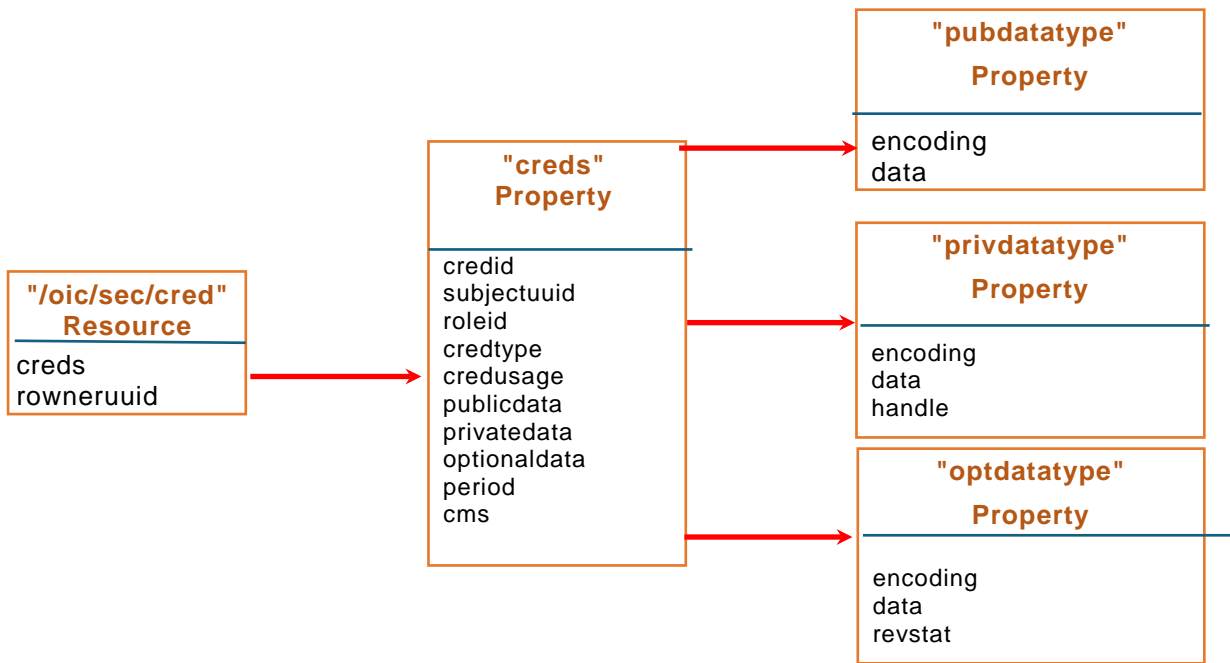 "/oic/sec/cred"
Resource
creds
rowneruuid
"creds"
Property
credid
subjectuuid
roleid
credtype
credusage
publicdata
privatedata
optionaldata
period
cms
"pubdatatype"
Property
encoding
data
"privdatatype"
Property
encoding
data
handle
"optdatatype"
Property
encoding
data
revstat